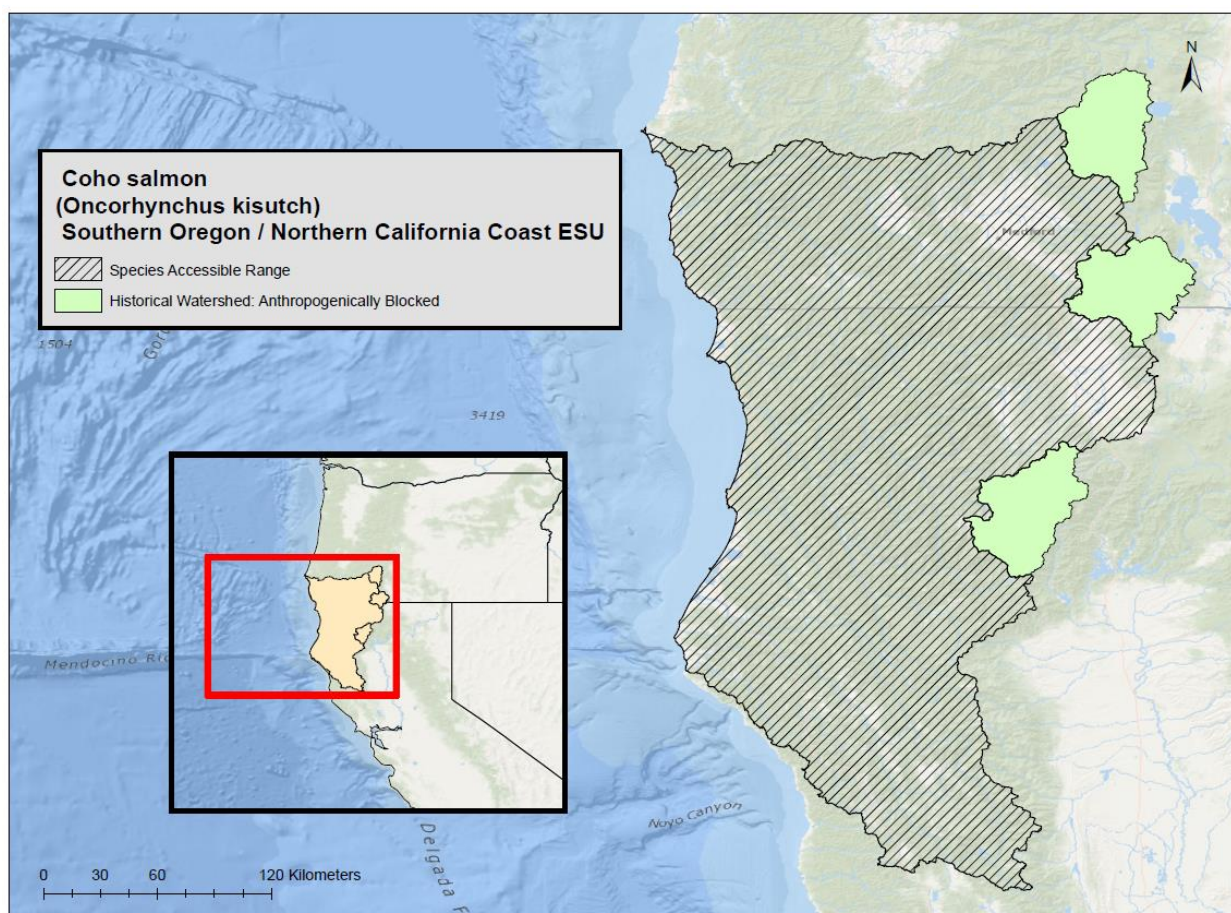 N
Coho salmon
(Oncorhynchus kisutch)
Southern Oregon / Northern California Coast ESU
Species Accessible Range
Historical Watershed: Anthropogenically Blocked
Medford
1504
3419
Mendocino
Noyo Canyon
Delgada
0 30 60 120 Kilometers